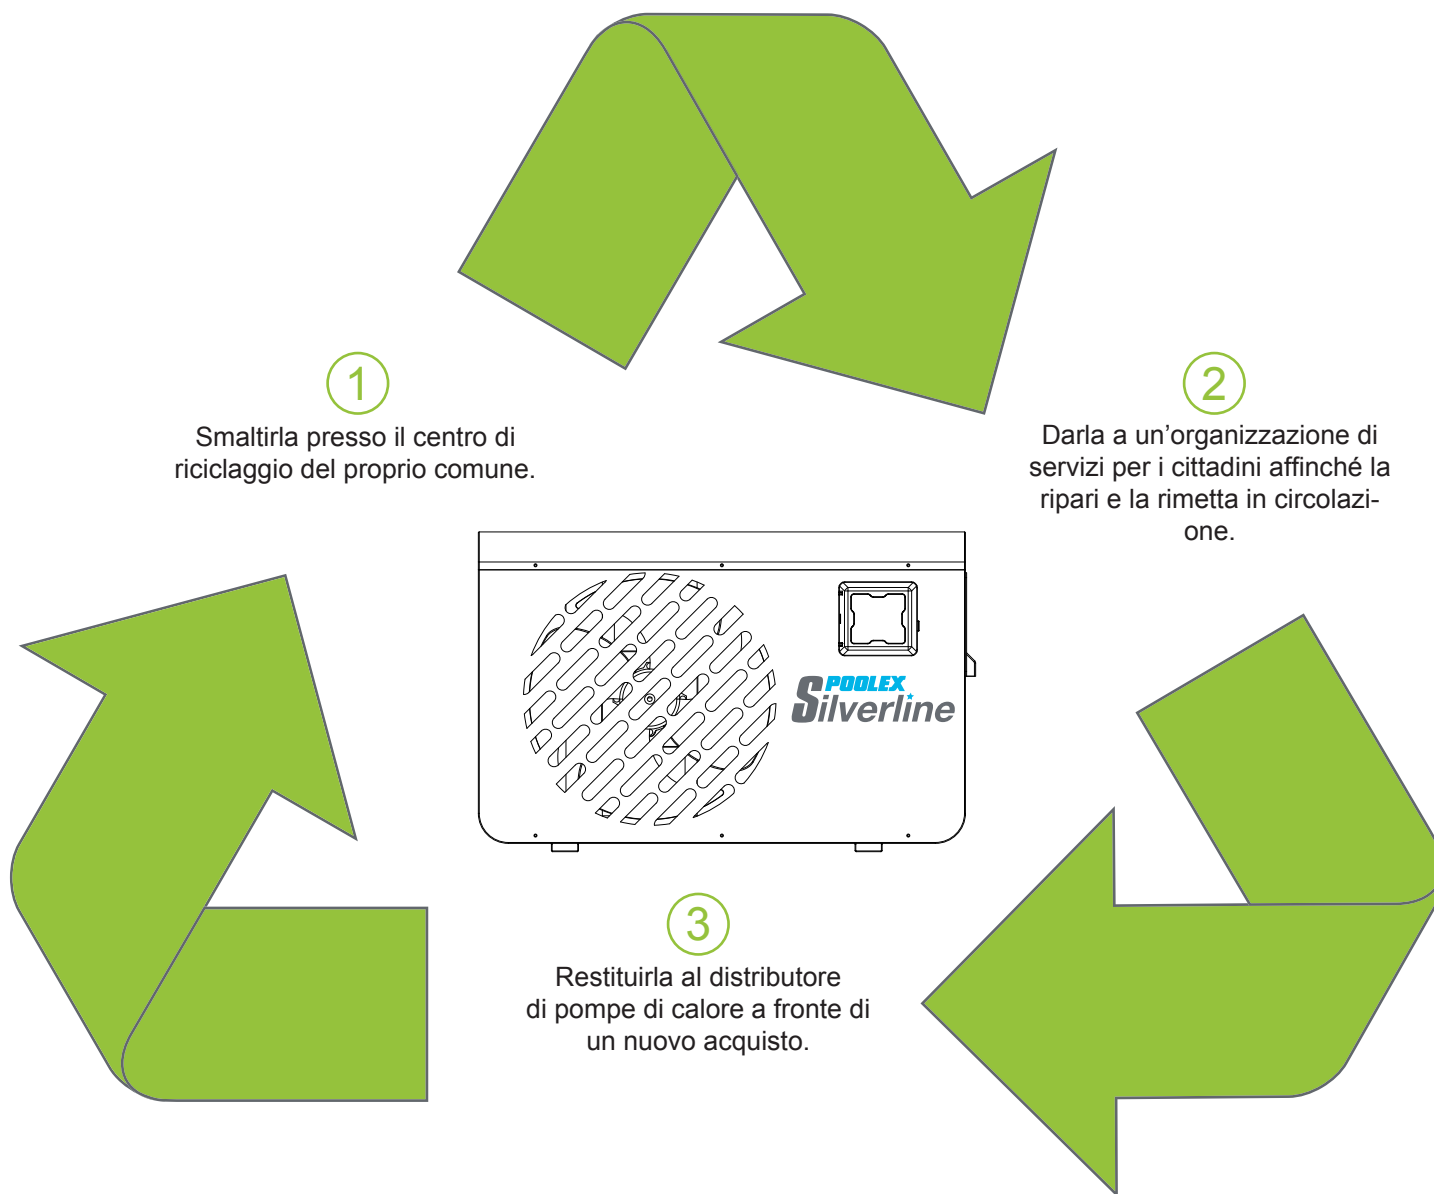 1
Smaltirla presso il centro di
riciclaggio del proprio comune.
2
Darla a un’organizzazione di
servizi per i cittadini affinché la
ripari e la rimetta in circolazi-
one.
POOLEX
Silverline
3
Restituirla al distributore
di pompe di calore a fronte di
un nuovo acquisto.